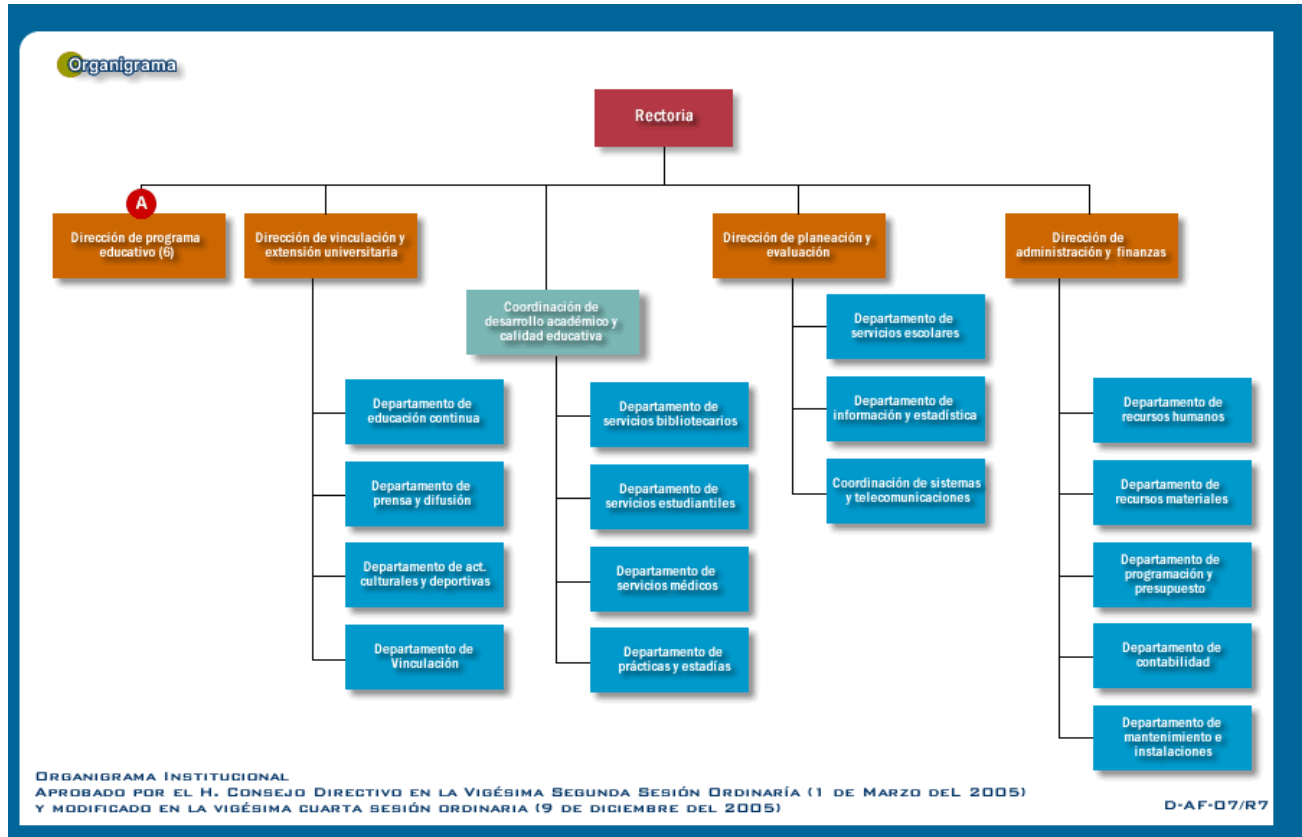 Organigrama
Rectoria
A
Dirección de programa
educativo (6)
Dirección de vinculación y
extensión universitaria
Coordinación de
desarrollo académico y
calidad educativa
Dirección de planeación y
evaluación
Dirección de
administración y finanzas
Departamento de
educación continua
Departamento de
prensa y difusión
Departamento de act.
culturales y deportivas
Departamento de
Vinculación
Departamento de
servicios bibliotecarios
Departamento de
servicios estudiantiles
Departamento de
servicios médicos
Departamento de
prácticas y estadías
Departamento de
servicios escolares
Departamento de
información y estadística
Coordinación de sistemas
y telecomunicaciones
Departamento de
recursos humanos
Departamento de
recursos materiales
Departamento de
programación y
presupuesto
Departamento de
contabilidad
Departamento de
mantenimiento e
instalaciones
Organigrama Institucional
Aprobado por el H. Consejo Directivo en la Vigésima Segunda Sesión Ordinaría (1 de Marzo del 2005)
y modificado en la vigésima cuarta sesión ordinaria (9 de diciembre del 2005)
D-AF-07/R7